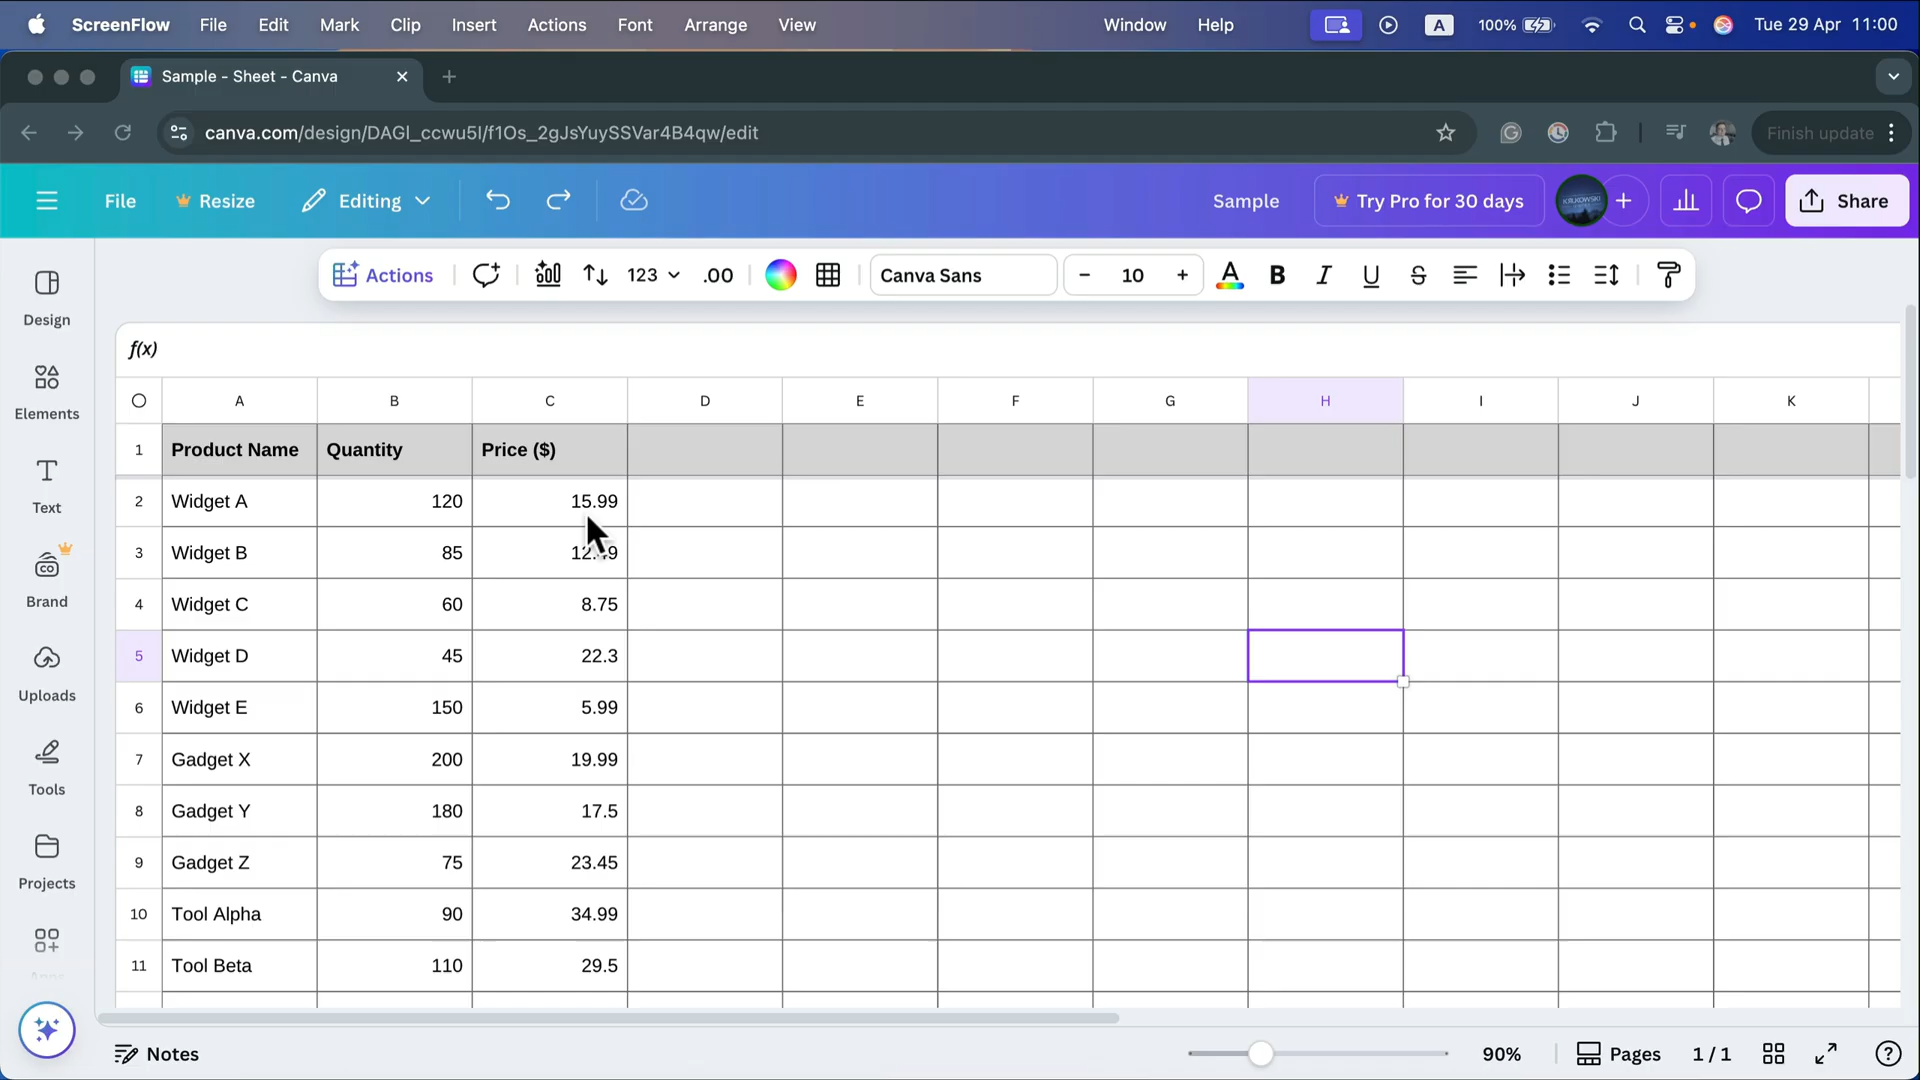 ScreenFlow File Edit Mark Clip Insert Actions Font Arrange View Window Help A 100% Tue 29 Apr 11:00
Sample - Sheet - Canva
canva.com/design/DAGl_ccwu5I/f1Os_2gJsYuySSVar4B4qw/edit Finish update
File Resize Editing Sample Try Pro for 30 days Share
Actions 123 .00 Canva Sans − 10 + A B I U S
Design
Elements
Text
Brand
Uploads
Tools
Projects
Apps
f(x)
A B C D E F G H I J K
1 Product Name Quantity Price ($)
2 Widget A 120 15.99
3 Widget B 85
4 Widget C 60 8.75
5 Widget D 45 22.3
6 Widget E 150 5.99
7 Gadget X 200 19.99
8 Gadget Y 180 17.5
9 Gadget Z 75 23.45
10 Tool Alpha 90 34.99
11 Tool Beta 110 29.5
Notes 90% Pages 1 / 1